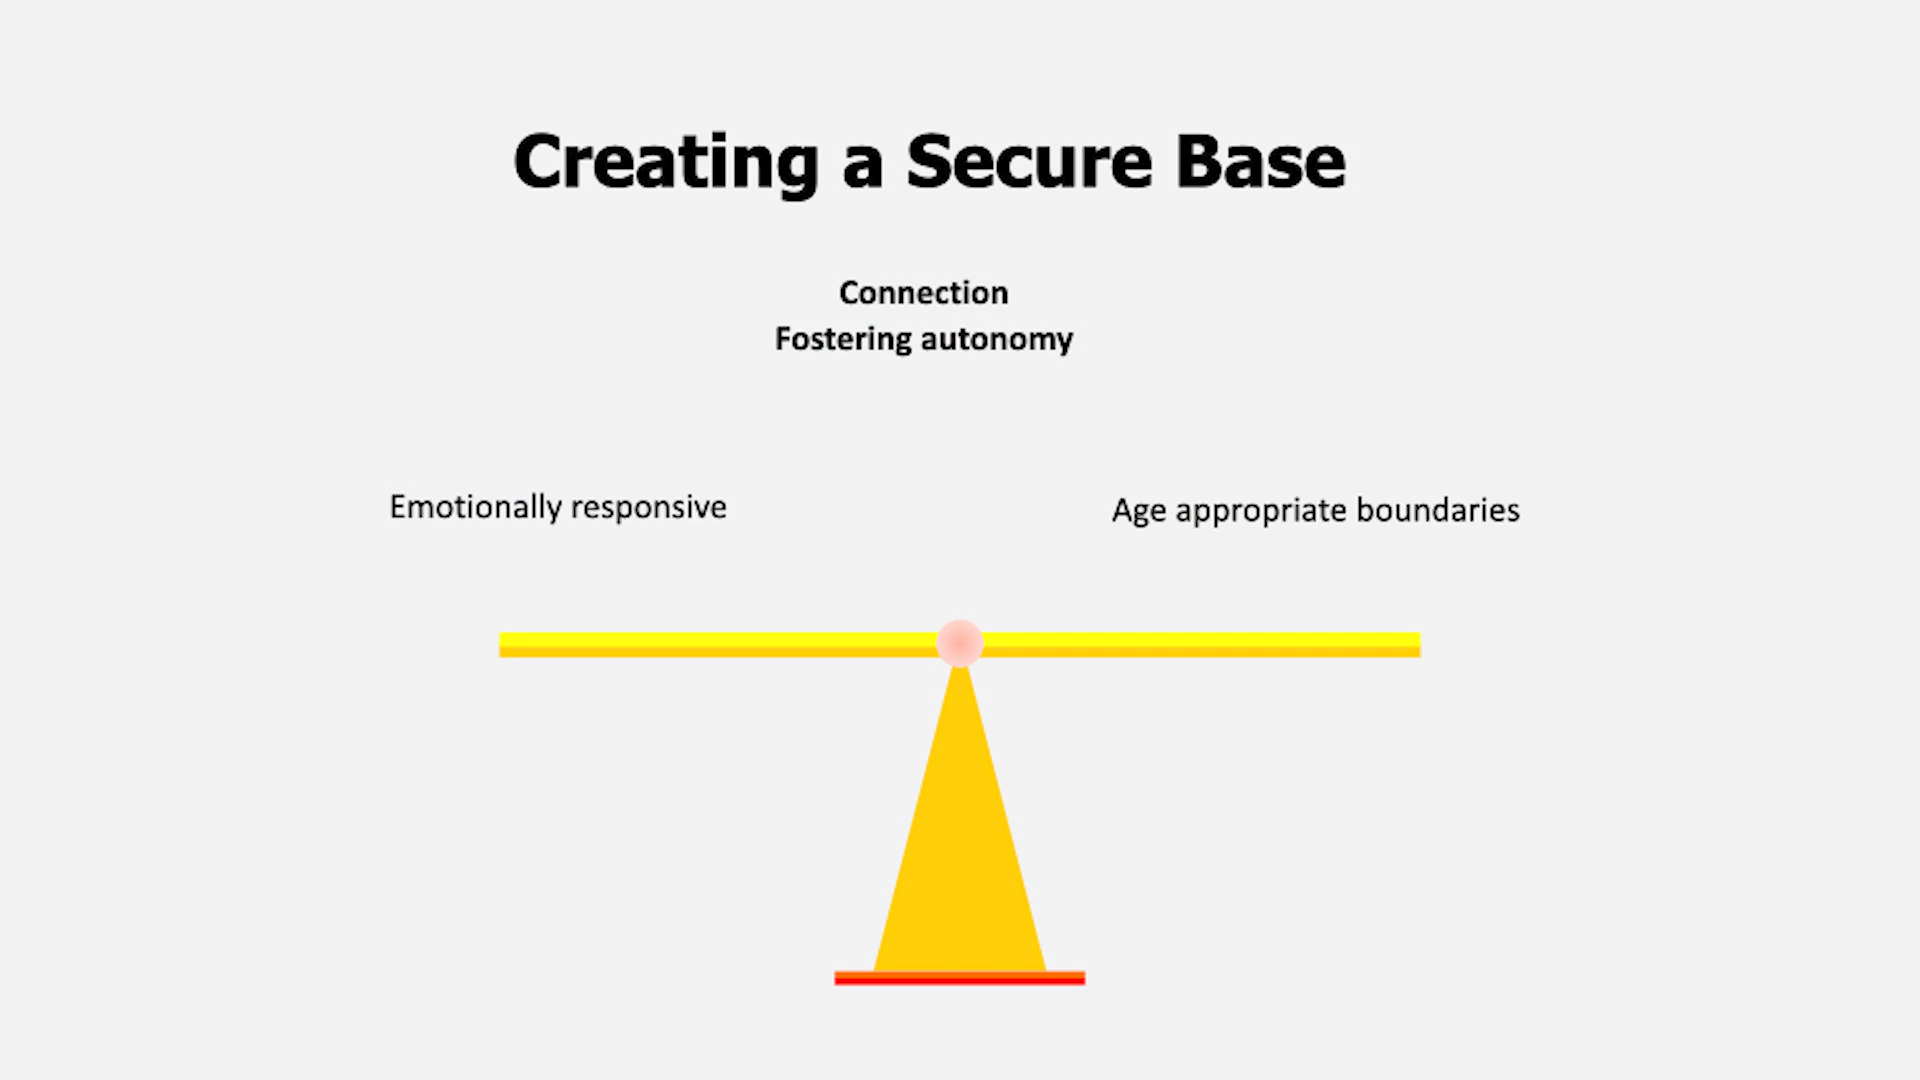 Creating a Secure Base
Connection
Fostering autonomy
Emotionally responsive
Age appropriate boundaries